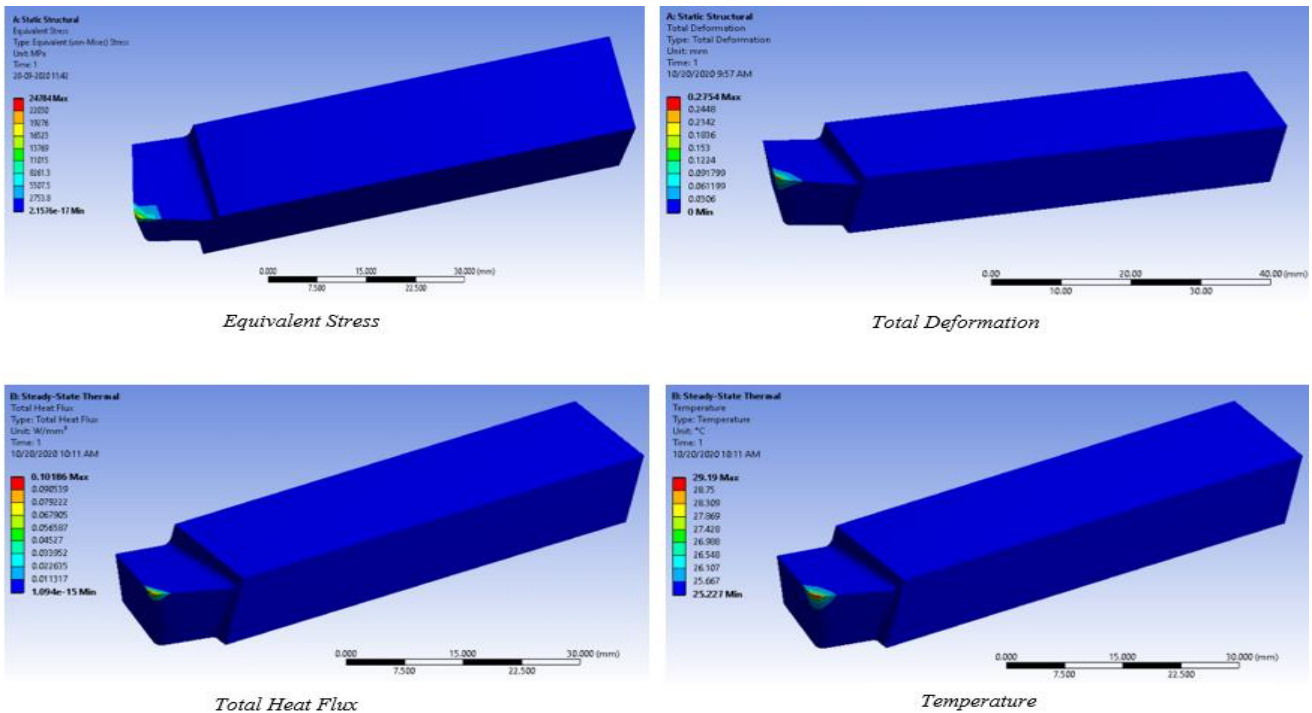 A: Static Structural
Equivalent Stress
Type: Equivalent (von-Mises) Stress
Unit: MPa
Time: 1
20-09-2020 11:42
24784 Max
22030
19276
16523
13769
11015
8261.3
5507.5
2753.8
2.1576e-17 Min
0.000 15.000 30.000 (mm)
7.500 22.500
Equivalent Stress
A: Static Structural
Total Deformation
Type: Total Deformation
Unit: mm
Time: 1
10/20/2020 9:57 AM
0.2754 Max
0.2448
0.2142
0.1836
0.153
0.1224
0.091799
0.061199
0.0306
0 Min
0.00 20.00 40.00 (mm)
10.00 30.00
Total Deformation
B: Steady-State Thermal
Total Heat Flux
Type: Total Heat Flux
Unit: W/mm²
Time: 1
10/20/2020 10:11 AM
0.10186 Max
0.090539
0.079222
0.067905
0.056587
0.04527
0.033952
0.022635
0.011317
1.094e-15 Min
0.000 15.000 30.000 (mm)
7.500 22.500
Total Heat Flux
B: Steady-State Thermal
Temperature
Type: Temperature
Unit: °C
Time: 1
10/20/2020 10:11 AM
29.19 Max
28.75
28.309
27.869
27.428
26.988
26.548
26.107
25.667
25.227 Min
0.000 15.000 30.000 (mm)
7.500 22.500
Temperature